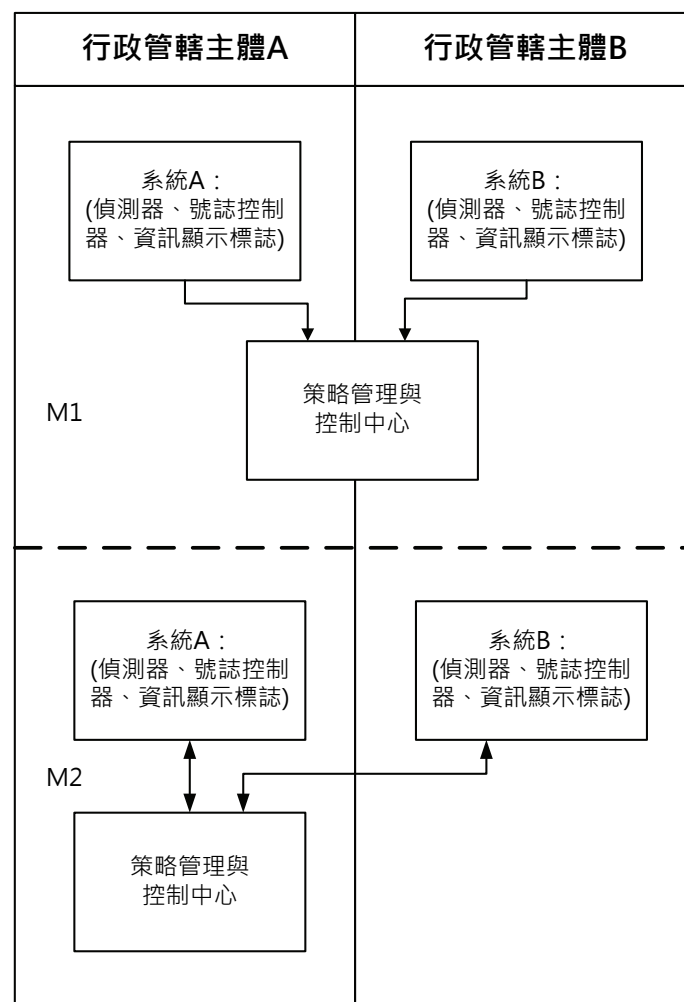 行政管轄主體A
行政管轄主體B
系統A：
(偵測器、號誌控制
器、資訊顯示標誌)
系統B：
(偵測器、號誌控制
器、資訊顯示標誌)
策略管理與
控制中心
M1
系統A：
(偵測器、號誌控制
器、資訊顯示標誌)
系統B：
(偵測器、號誌控制
器、資訊顯示標誌)
M2
策略管理與
控制中心